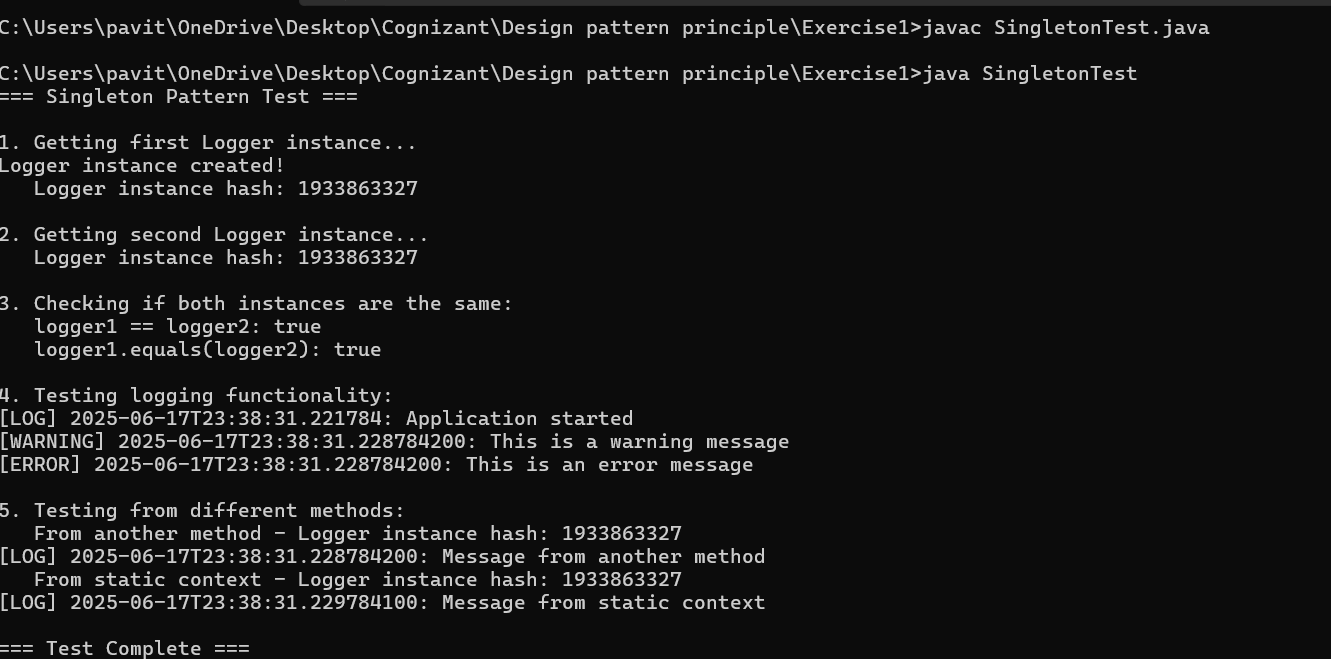 C:\Users\pavit\OneDrive\Desktop\Cognizant\Design pattern principle\Exercise1>javac SingletonTest.java
C:\Users\pavit\OneDrive\Desktop\Cognizant\Design pattern principle\Exercise1>java SingletonTest
=== Singleton Pattern Test ===
1. Getting first Logger instance...
Logger instance created!
Logger instance hash: 1933863327
2. Getting second Logger instance...
Logger instance hash: 1933863327
3. Checking if both instances are the same:
logger1 == logger2: true
logger1.equals(logger2): true
4. Testing logging functionality:
[LOG] 2025-06-17T23:38:31.221784: Application started
[WARNING] 2025-06-17T23:38:31.228784200: This is a warning message
[ERROR] 2025-06-17T23:38:31.228784200: This is an error message
5. Testing from different methods:
From another method - Logger instance hash: 1933863327
[LOG] 2025-06-17T23:38:31.228784200: Message from another method
From static context - Logger instance hash: 1933863327
[LOG] 2025-06-17T23:38:31.229784100: Message from static context
=== Test Complete ===